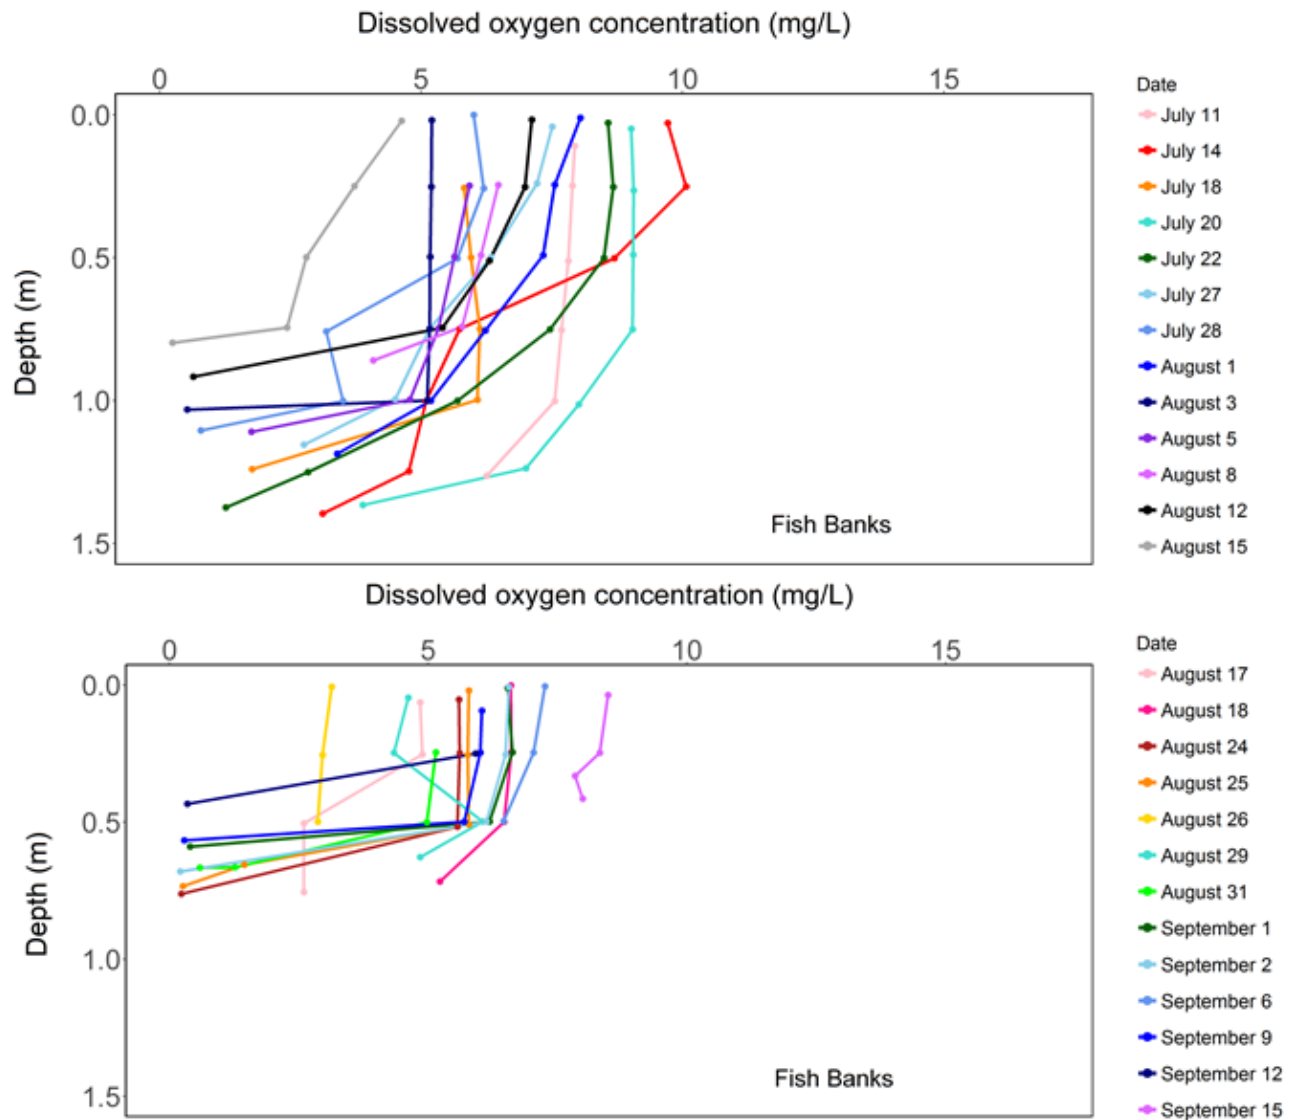 Dissolved oxygen concentration (mg/L)
0 5 10 15
Depth (m)
0.0
0.5
1.0
1.5
Fish Banks
Date
July 11
July 14
July 18
July 20
July 22
July 27
July 28
August 1
August 3
August 5
August 8
August 12
August 15
Dissolved oxygen concentration (mg/L)
0 5 10 15
Depth (m)
0.0
0.5
1.0
1.5
Fish Banks
Date
August 17
August 18
August 24
August 25
August 26
August 29
August 31
September 1
September 2
September 6
September 9
September 12
September 15